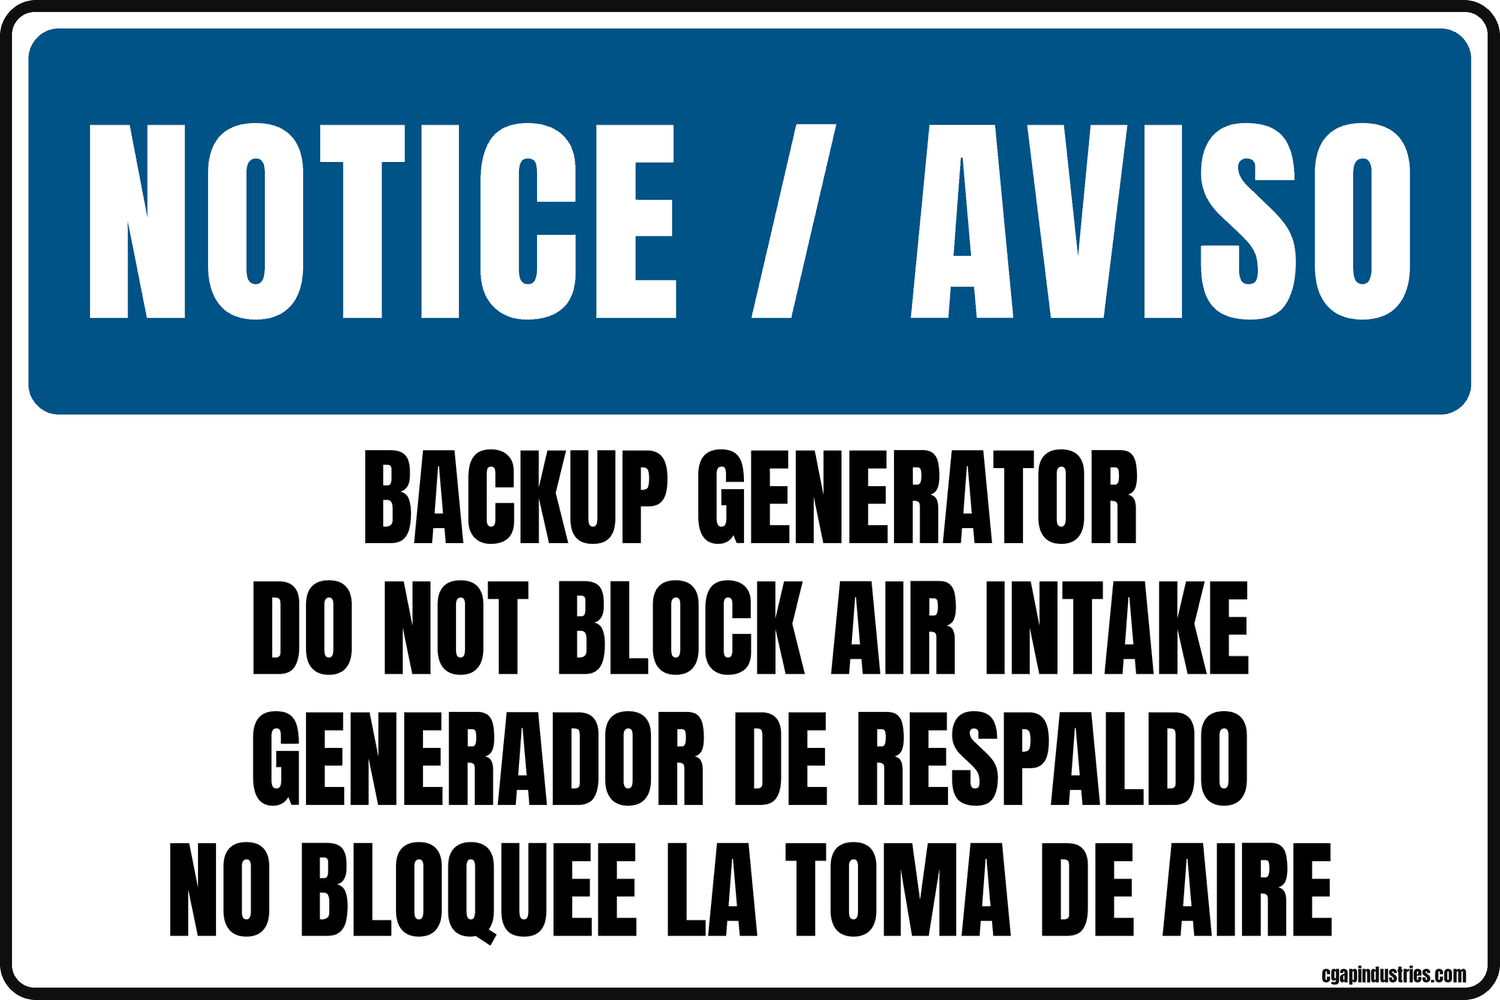 NOTICE / AVISO
BACKUP GENERATOR
DO NOT BLOCK AIR INTAKE
GENERADOR DE RESPALDO
NO BLOQUEE LA TOMA DE AIRE
cgapindustries.com